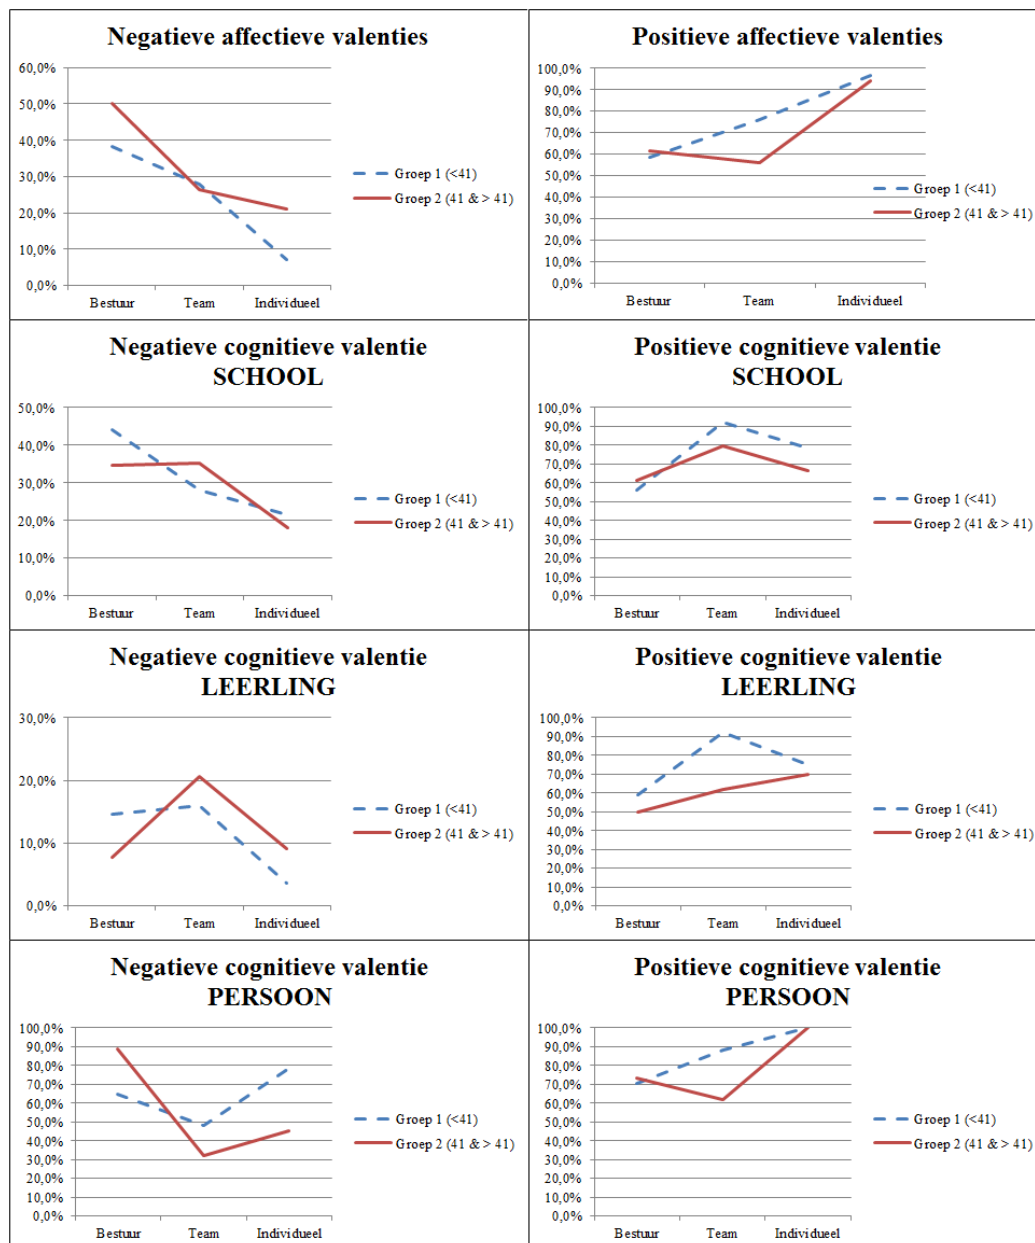 Negatieve affectieve valenties
60,0%
50,0%
40,0%
30,0%
20,0%
10,0%
0,0%
Bestuur Team Individueel
Groep 1 (<41)
Groep 2 (41 & > 41)
Positieve affectieve valenties
100,0%
90,0%
80,0%
70,0%
60,0%
50,0%
40,0%
30,0%
20,0%
10,0%
0,0%
Bestuur Team Individueel
Groep 1 (<41)
Groep 2 (41 & > 41)
Negatieve cognitieve valentie
SCHOOL
50,0%
40,0%
30,0%
20,0%
10,0%
0,0%
Bestuur Team Individueel
Groep 1 (<41)
Groep 2 (41 & > 41)
Positieve cognitieve valentie
SCHOOL
100,0%
90,0%
80,0%
70,0%
60,0%
50,0%
40,0%
30,0%
20,0%
10,0%
0,0%
Bestuur Team Individueel
Groep 1 (<41)
Groep 2 (41 & > 41)
Negatieve cognitieve valentie
LEERLING
30,0%
20,0%
10,0%
0,0%
Bestuur Team Individueel
Groep 1 (<41)
Groep 2 (41 & > 41)
Positieve cognitieve valentie
LEERLING
100,0%
90,0%
80,0%
70,0%
60,0%
50,0%
40,0%
30,0%
20,0%
10,0%
0,0%
Bestuur Team Individueel
Groep 1 (<41)
Groep 2 (41 & > 41)
Negatieve cognitieve valentie
PERSOON
100,0%
90,0%
80,0%
70,0%
60,0%
50,0%
40,0%
30,0%
20,0%
10,0%
0,0%
Bestuur Team Individueel
Groep 1 (<41)
Groep 2 (41 & > 41)
Positieve cognitieve valentie
PERSOON
100,0%
90,0%
80,0%
70,0%
60,0%
50,0%
40,0%
30,0%
20,0%
10,0%
0,0%
Bestuur Team Individueel
Groep 1 (<41)
Groep 2 (41 & > 41)